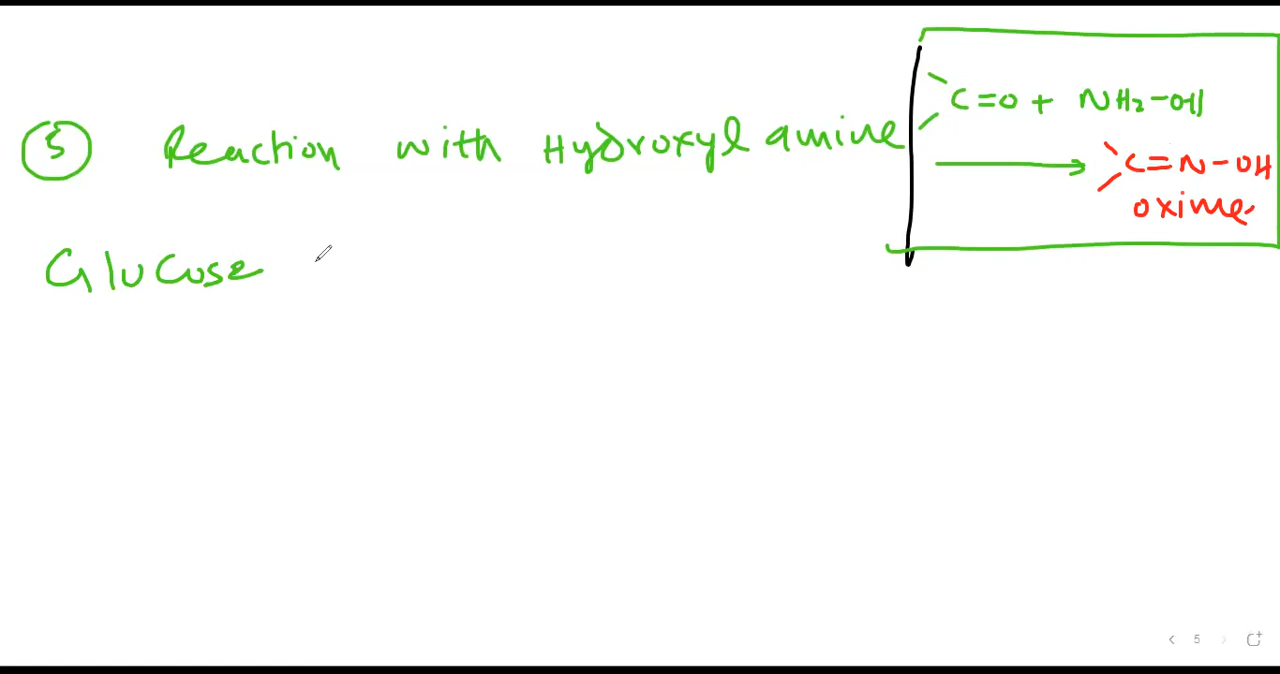 5 Reaction with Hydroxyl amine
>C=O + NH2-OH
→ >C=N-OH
oxime
Glucose
5